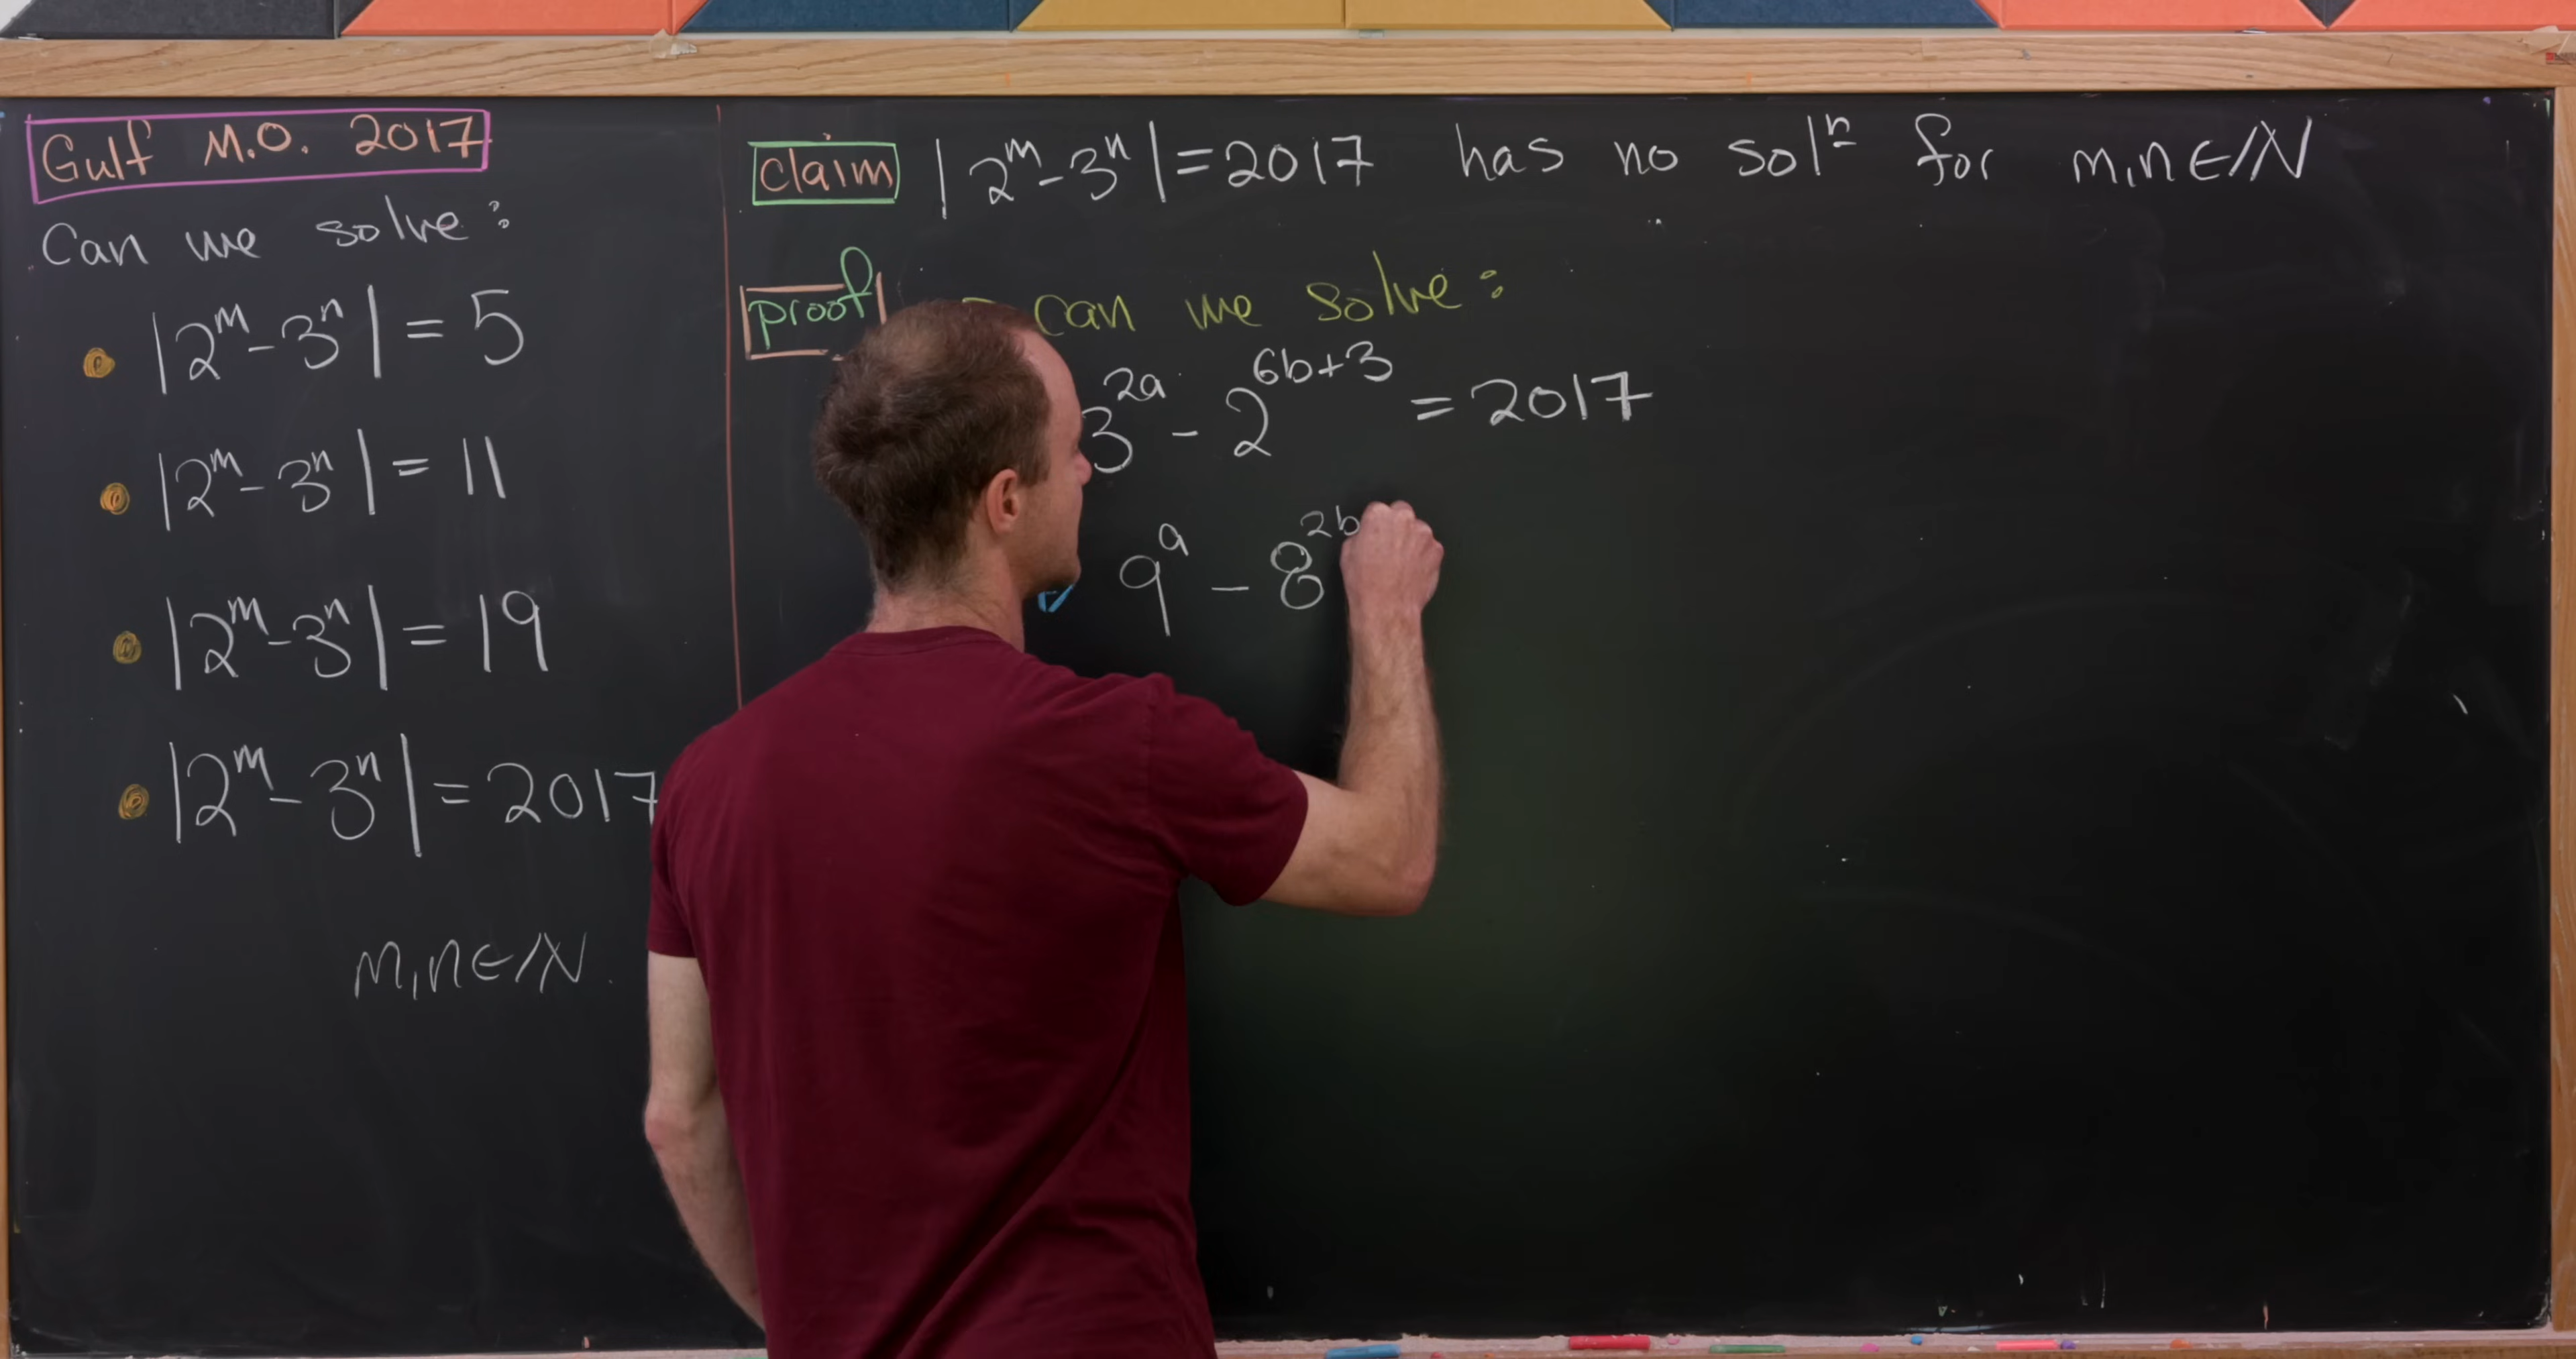 Gulf M.O. 2017
Can we solve:
|2^m - 3^n| = 5
|2^m - 3^n| = 11
|2^m - 3^n| = 19
|2^m - 3^n| = 2017
m,n∈ℕ
claim |2^m - 3^n| = 2017 has no sol^n for m,n∈ℕ
proof can we solve:
3^{2a} - 2^{6b+3} = 2017
9^a - 8^{2b